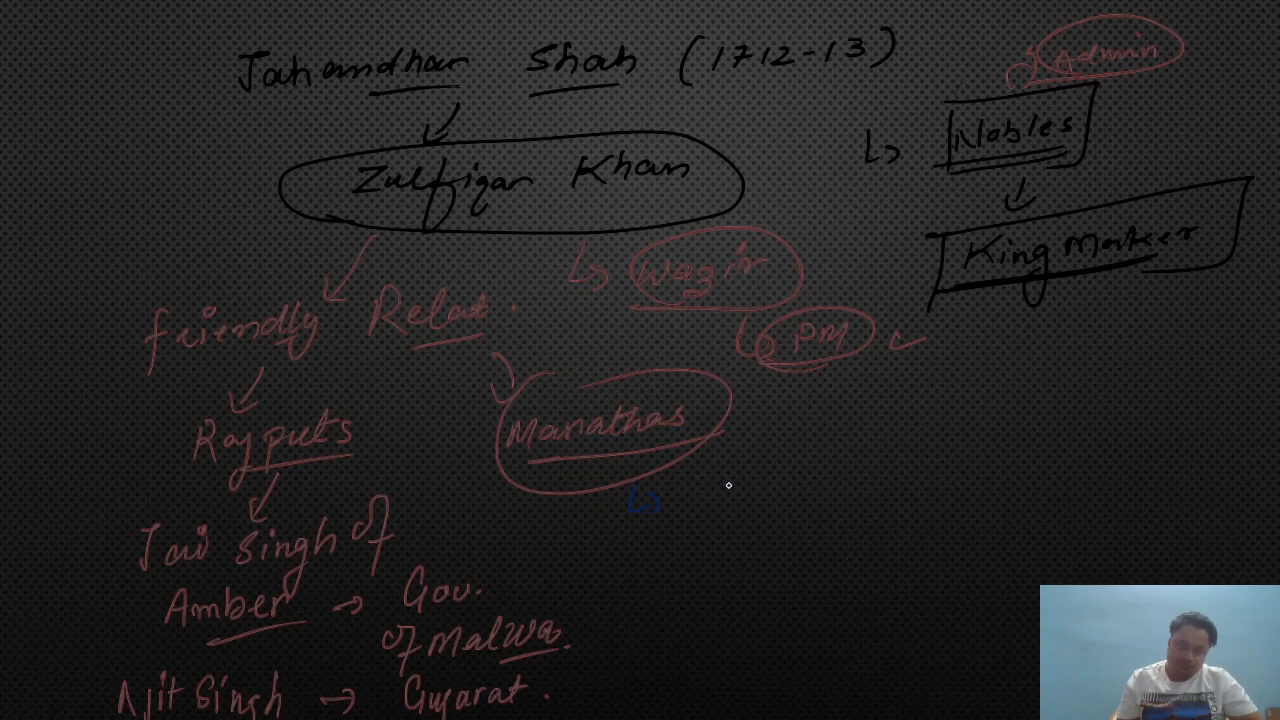 Jahandhar Shah (1712-13)
Admin
Nobles
Zulfiqar Khan
King Maker
Wazir
friendly Relat.
PM
Rajputs
Marathas
Jai Singh of
Amber → Gov.
of Malwa.
Ajit Singh → Gujarat.